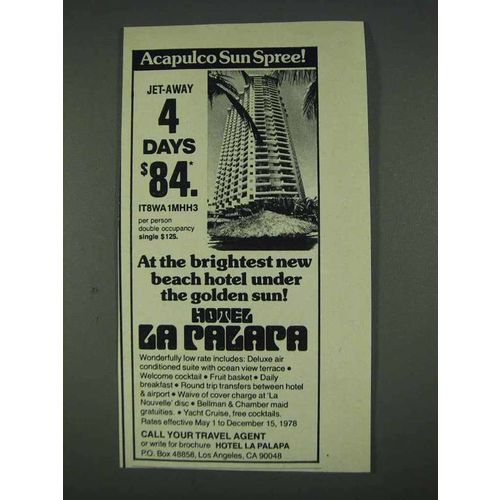 Acapulco Sun Spree!
JET-AWAY
4
DAYS
$84.*
IT8WA1MHH3
per person
double occupancy
single $125.
At the brightest new
beach hotel under
the golden sun!
HOTEL
LA PALAPA
Wonderfully low rate includes: Deluxe air
conditioned suite with ocean view terrace •
Welcome cocktail • Fruit basket • Daily
breakfast • Round trip transfers between hotel
& airport • Waive of cover charge at 'La
Nouvelle' disc • Bellman & Chamber maid
gratuities. • Yacht Cruise, free cocktails.
Rates effective May 1 to December 15, 1978
CALL YOUR TRAVEL AGENT
or write for brochure HOTEL LA PALAPA
P.O. Box 48858, Los Angeles, CA 90048